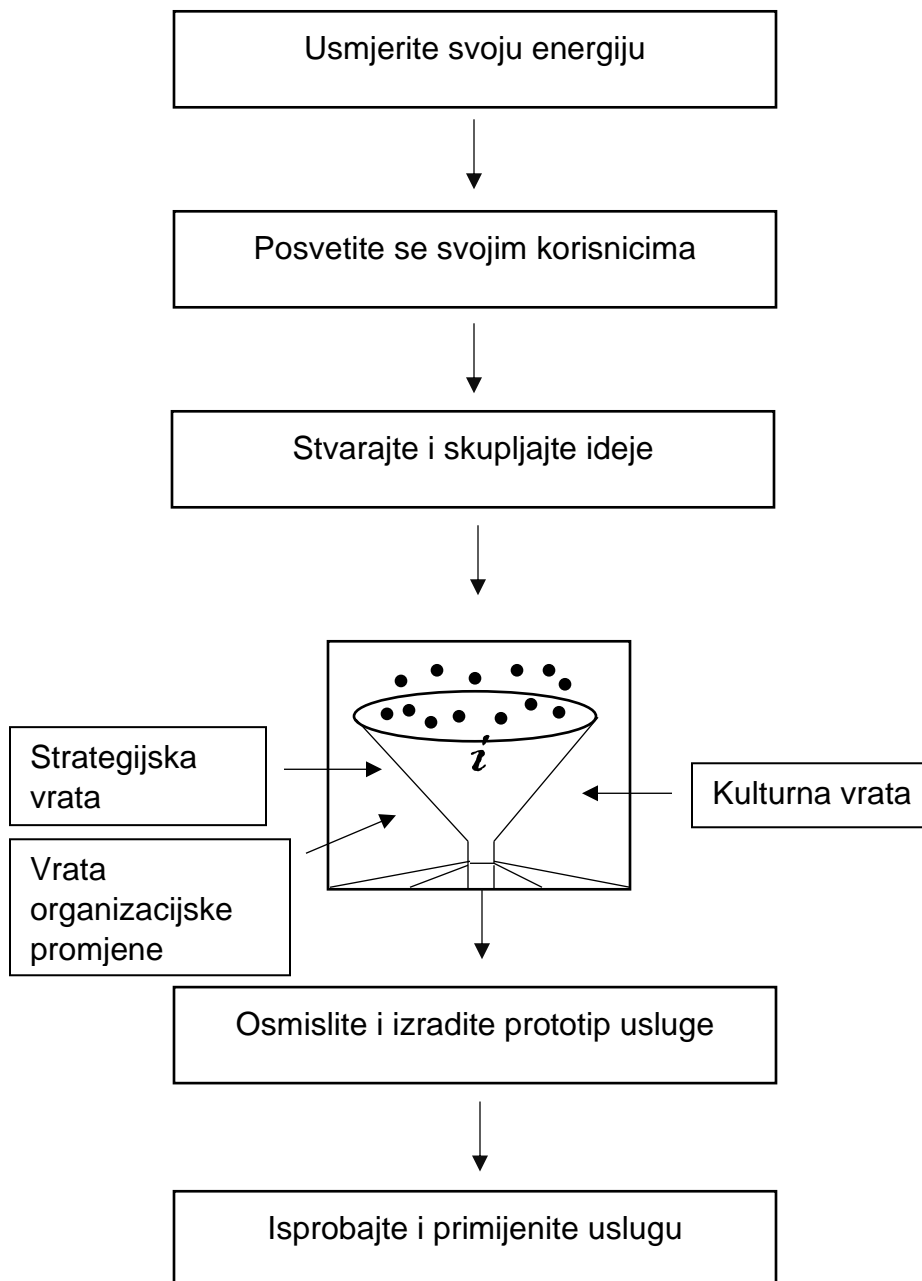 Usmjerite svoju energiju
Posvetite se svojim korisnicima
Stvarajte i skupljajte ideje
i
Strategijska
vrata
Kulturna vrata
Vrata
organizacijske
promjene
Osmislite i izradite prototip usluge
Isprobajte i primijenite uslugu